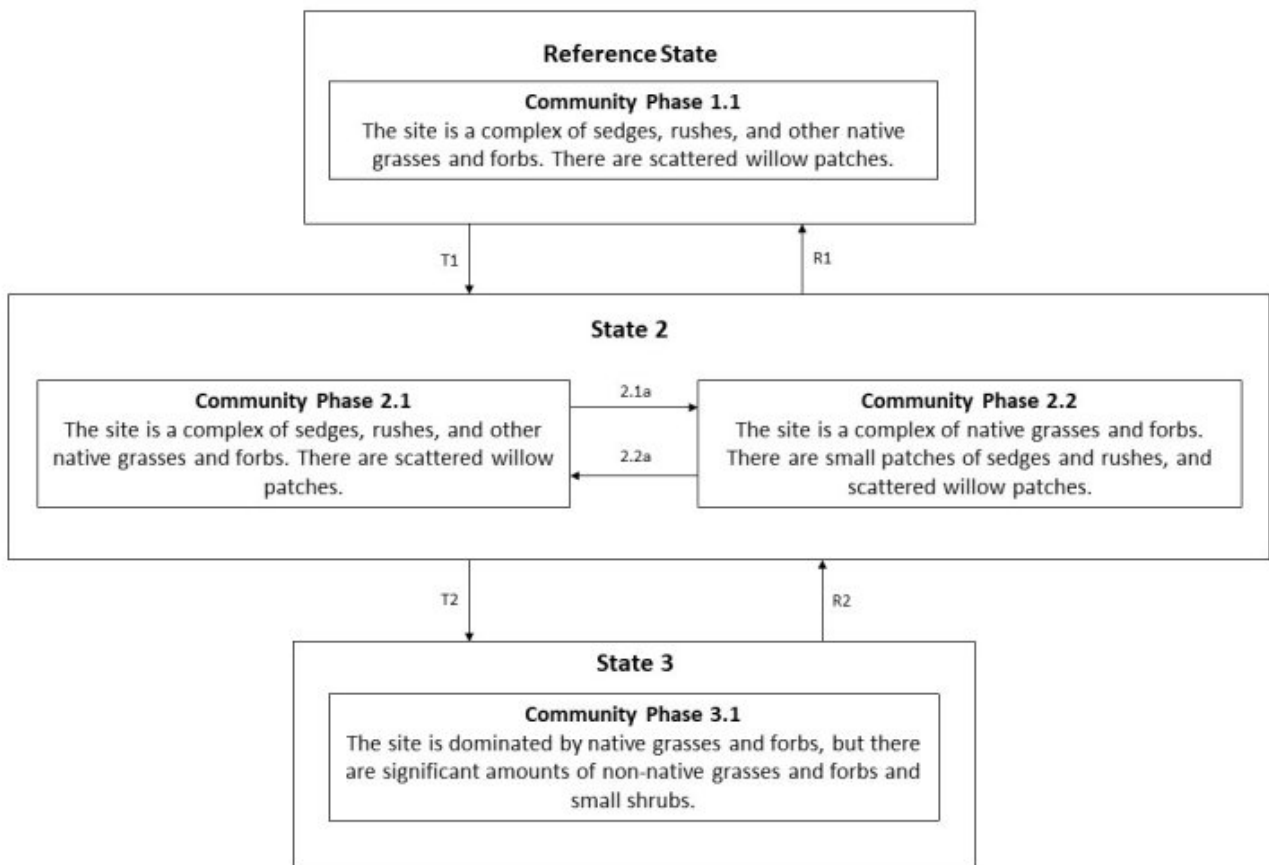 Reference State
Community Phase 1.1
The site is a complex of sedges, rushes, and other native
grasses and forbs. There are scattered willow patches.
T1
R1
State 2
Community Phase 2.1
The site is a complex of sedges, rushes, and other
native grasses and forbs. There are scattered willow
patches.
2.1a
2.2a
Community Phase 2.2
The site is a complex of native grasses and forbs.
There are small patches of sedges and rushes, and
scattered willow patches.
T2
R2
State 3
Community Phase 3.1
The site is dominated by native grasses and forbs, but there
are significant amounts of non-native grasses and forbs and
small shrubs.